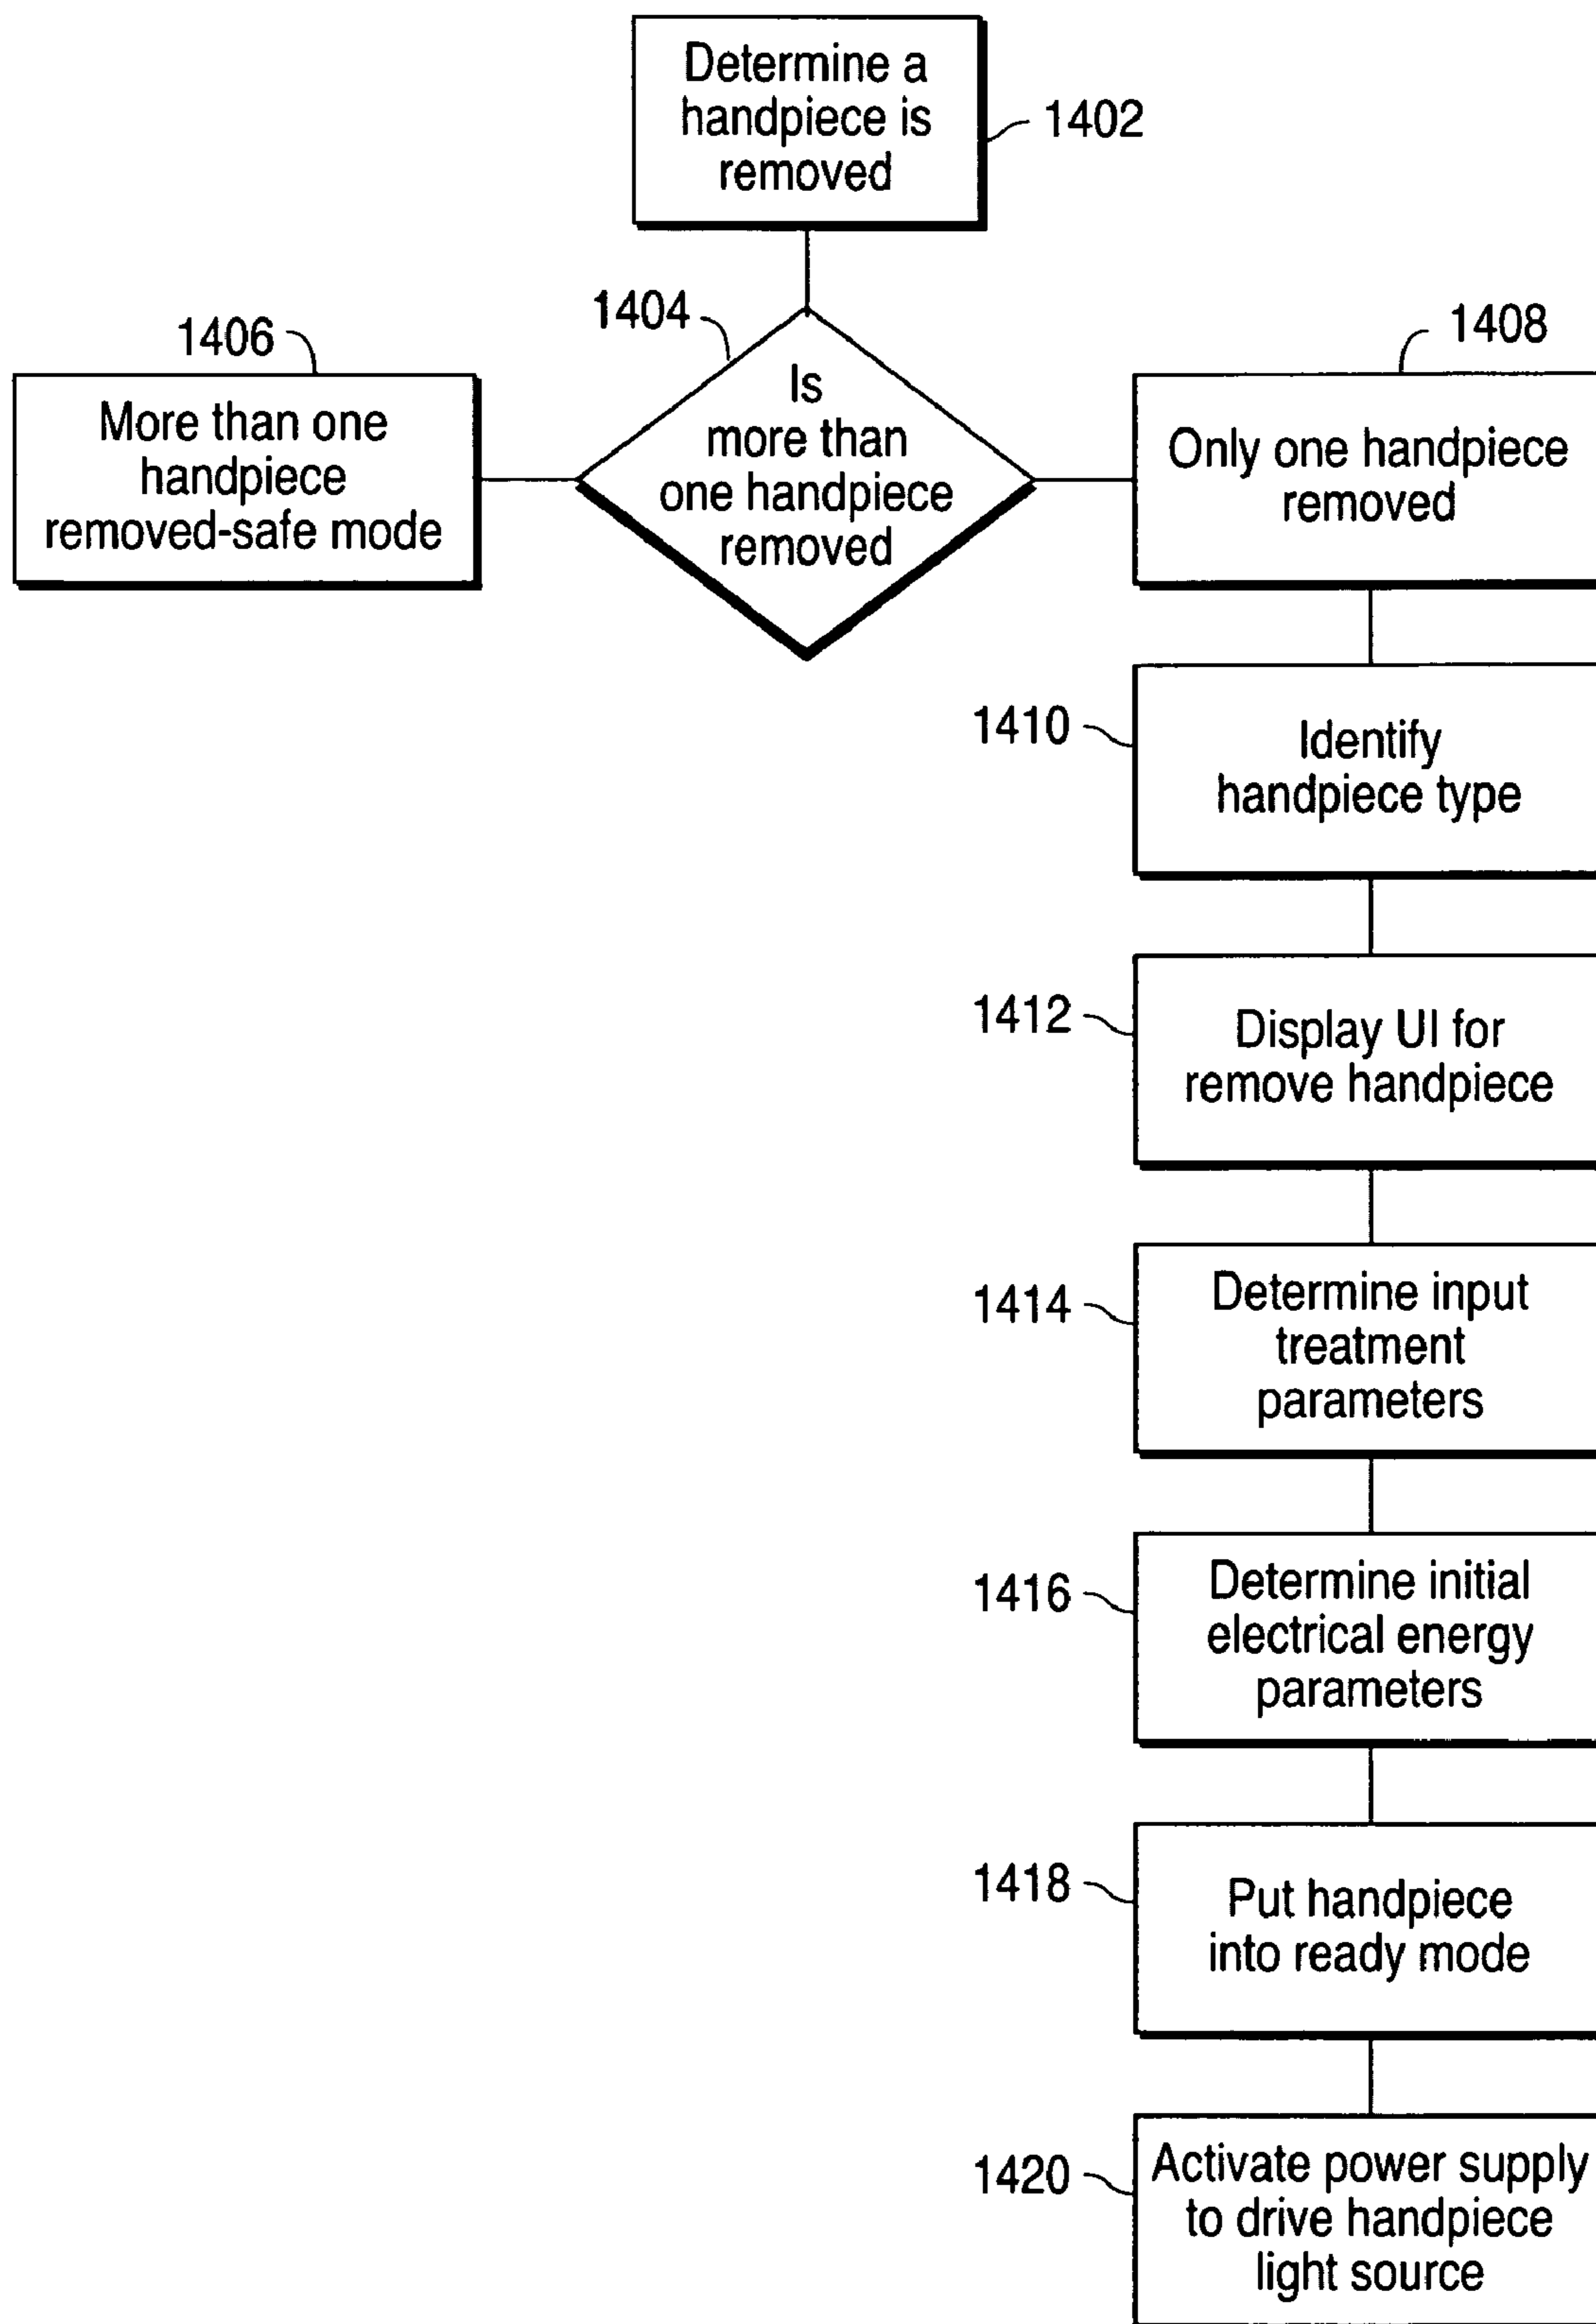 Determine a
handpiece is
removed
1402
1404
Is
more than
one handpiece
removed
1406
More than one
handpiece
removed-safe mode
1408
Only one handpiece
removed
1410
Identify
handpiece type
1412
Display UI for
remove handpiece
1414
Determine input
treatment
parameters
1416
Determine initial
electrical energy
parameters
1418
Put handpiece
into ready mode
1420
Activate power supply
to drive handpiece
light source